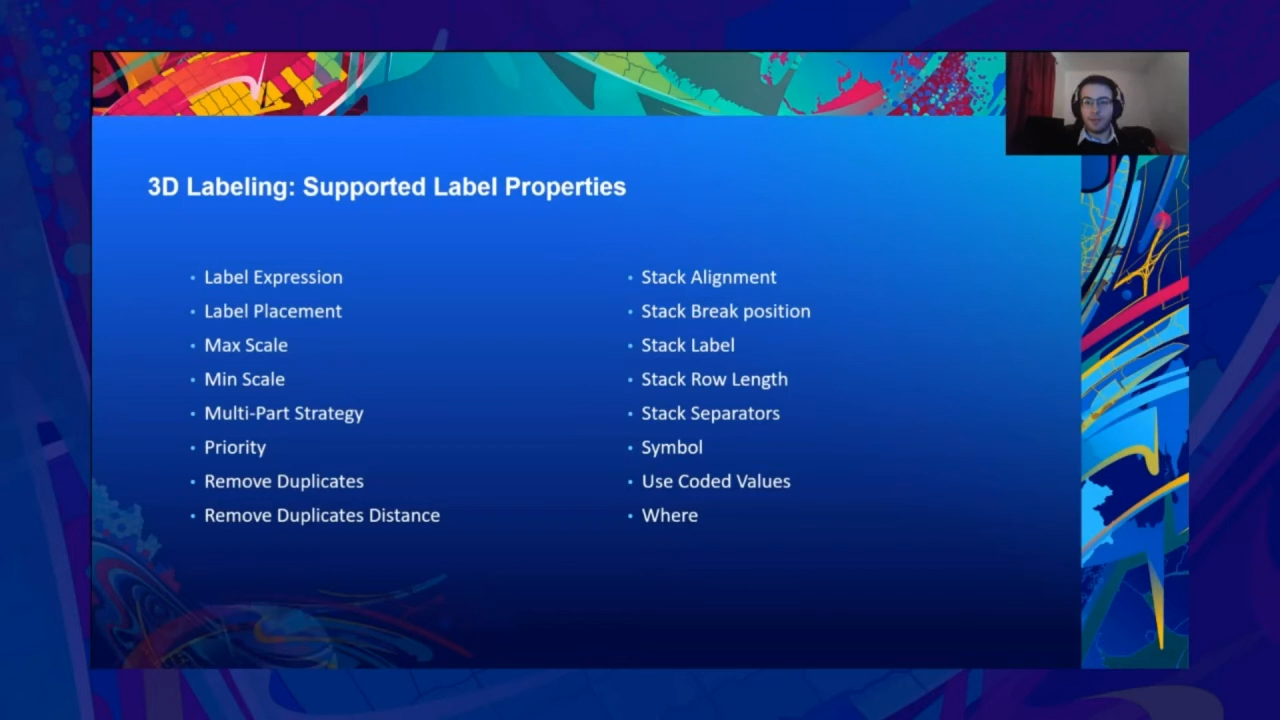 3D Labeling: Supported Label Properties
Label Expression
Label Placement
Max Scale
Min Scale
Multi-Part Strategy
Priority
Remove Duplicates
Remove Duplicates Distance
Stack Alignment
Stack Break position
Stack Label
Stack Row Length
Stack Separators
Symbol
Use Coded Values
Where